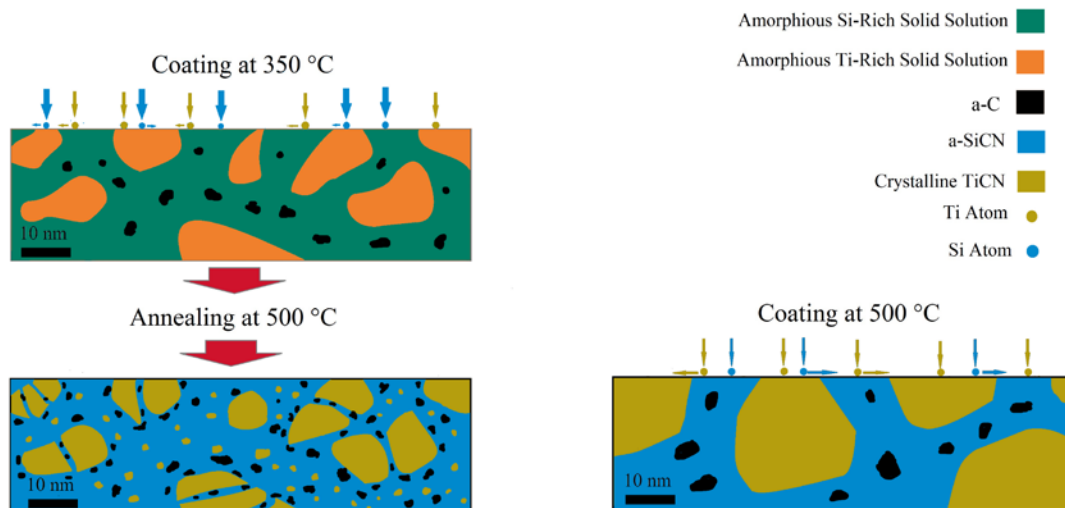 Amorphious Si-Rich Solid Solution
Coating at 350 °C
Amorphious Ti-Rich Solid Solution
a-C
a-SiCN
Crystalline TiCN
Ti Atom
10 nm
Si Atom
Annealing at 500 °C
Coating at 500 °C
10 nm
10 nm